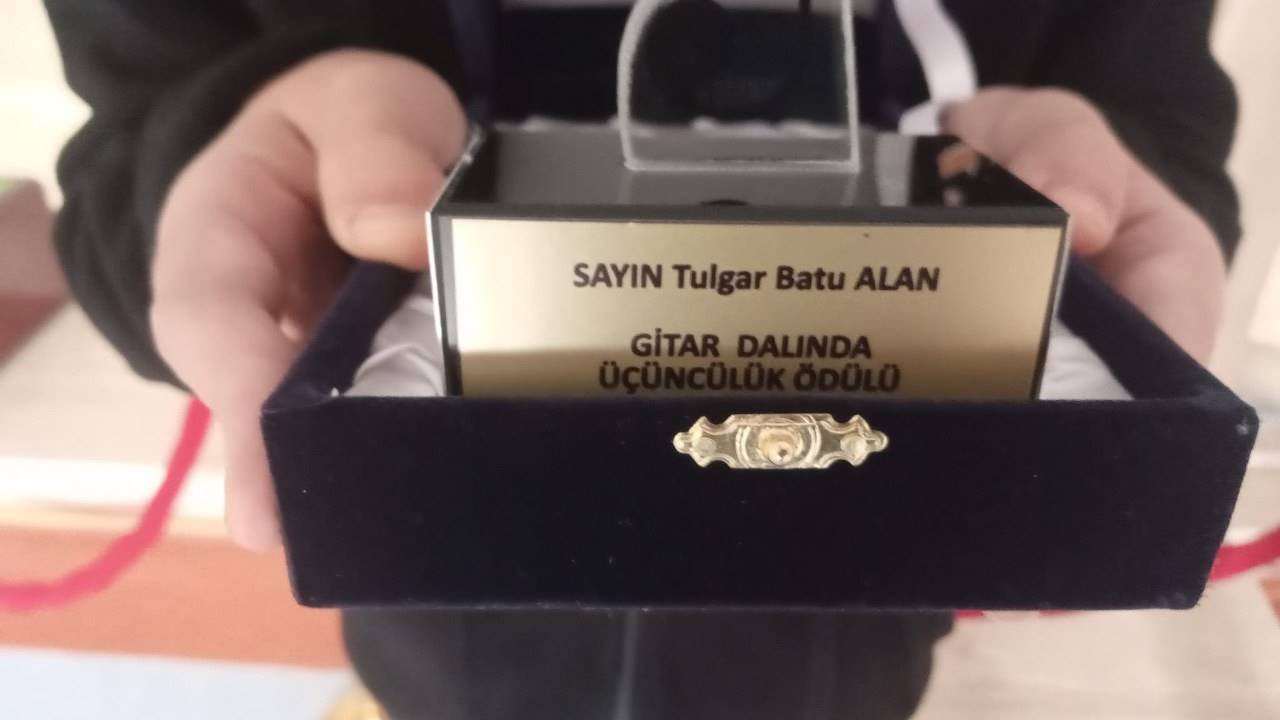 SAYIN Tulgar Batu ALAN
GİTAR DALINDA
ÜÇÜNCÜLÜK ÖDÜLÜ